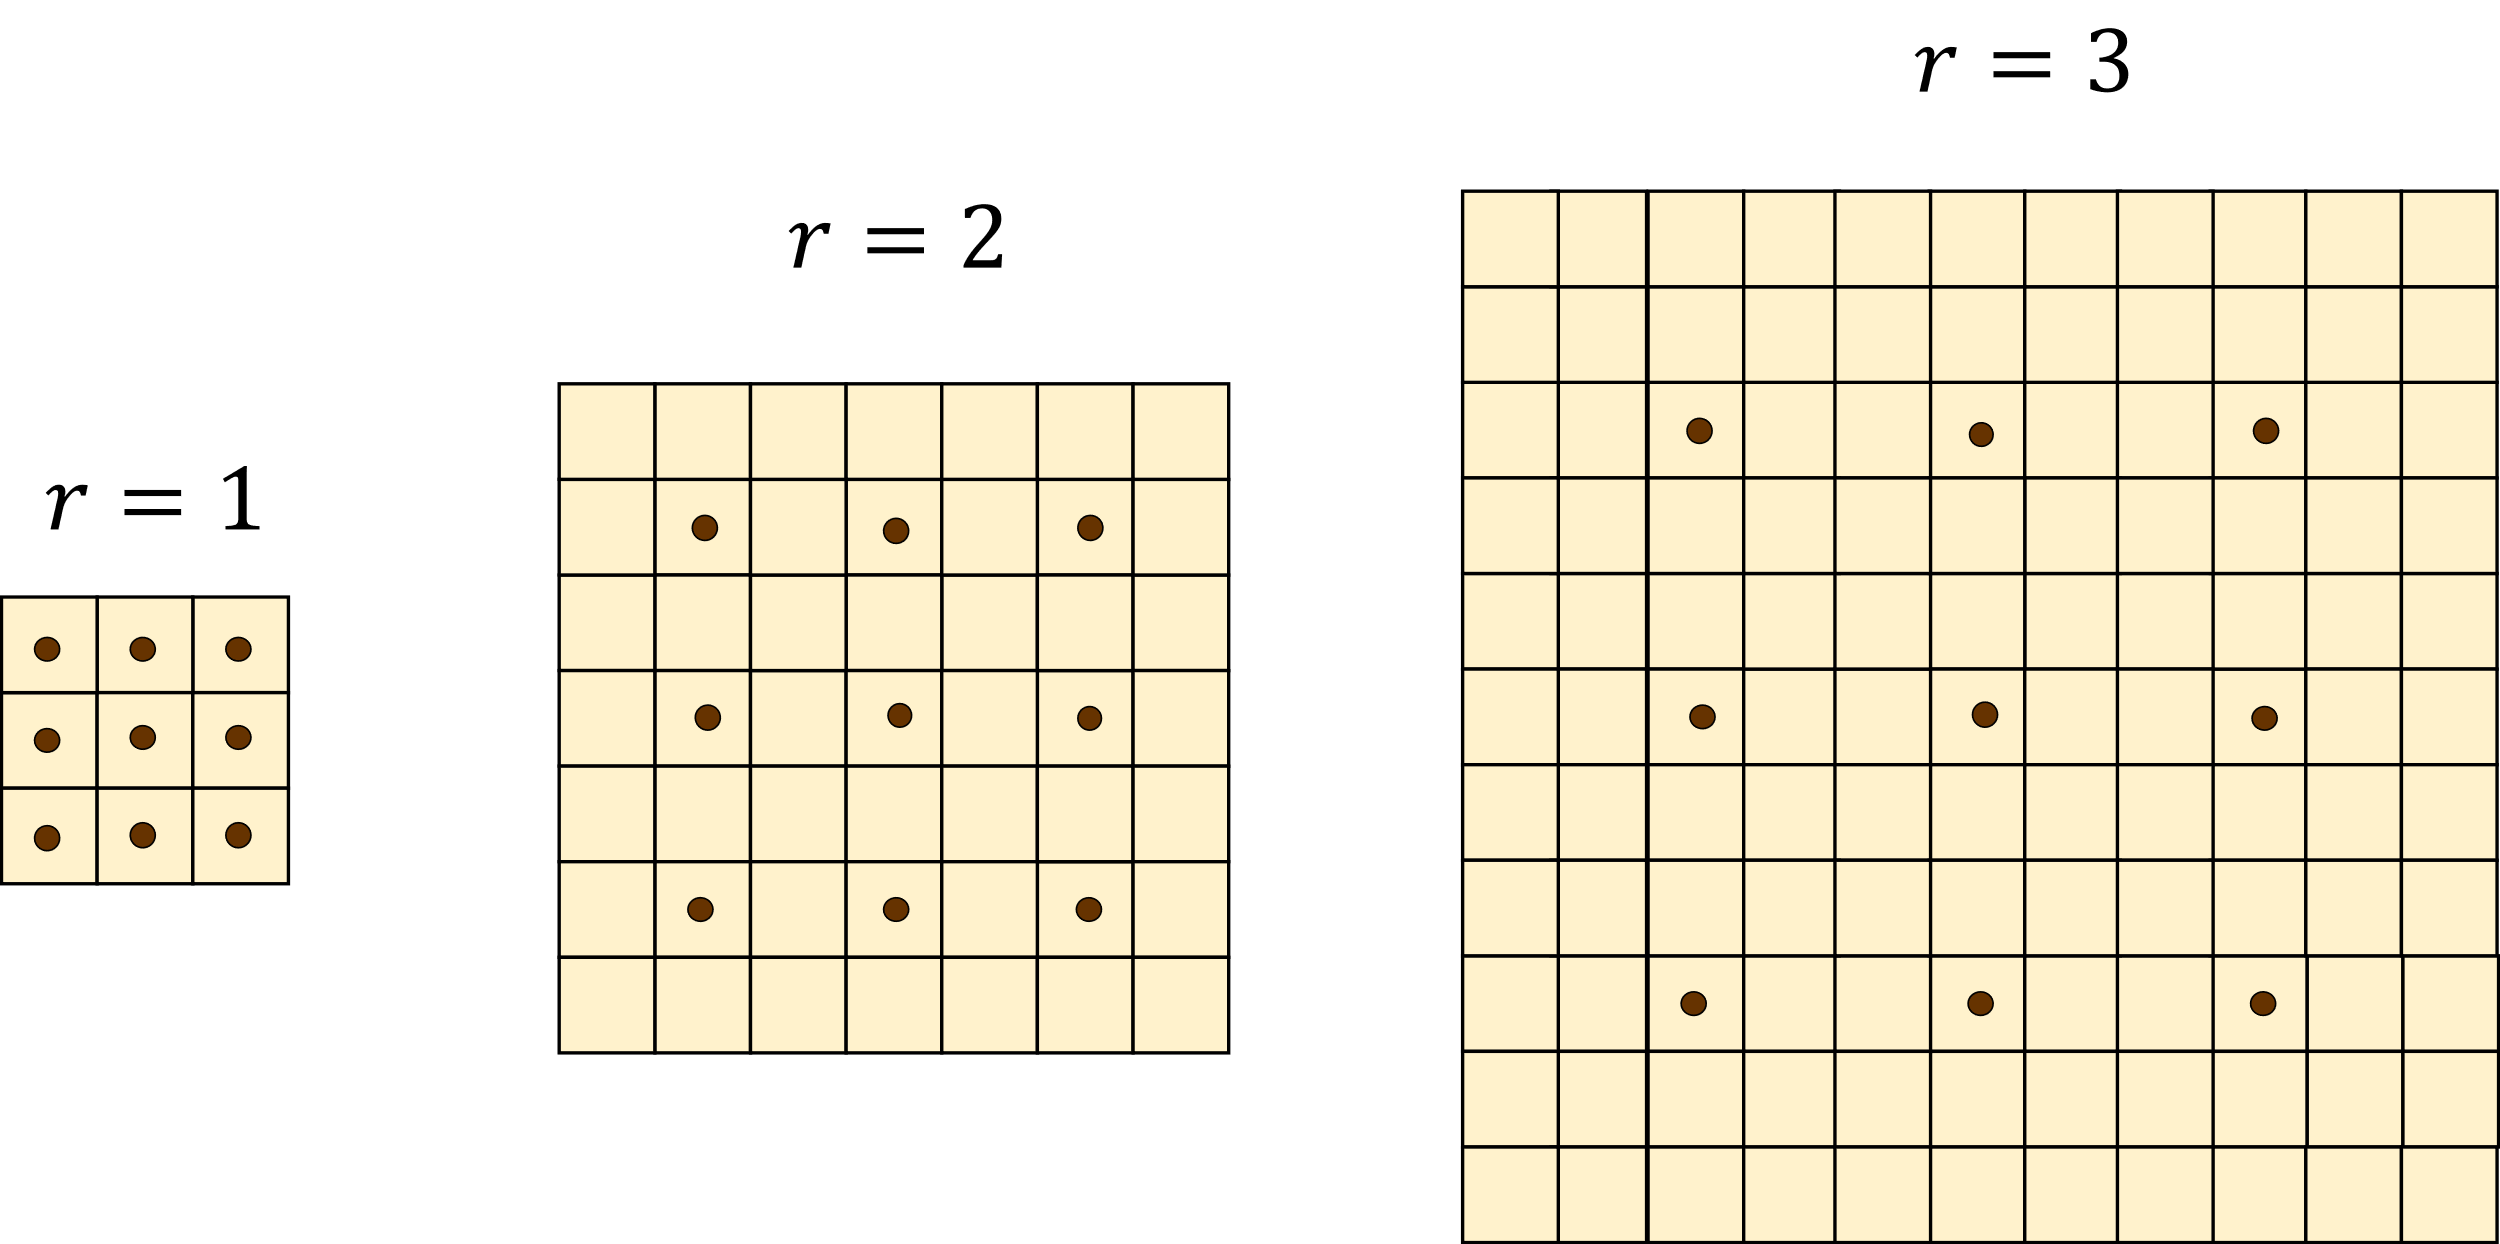 r = 1
r = 2
r = 3